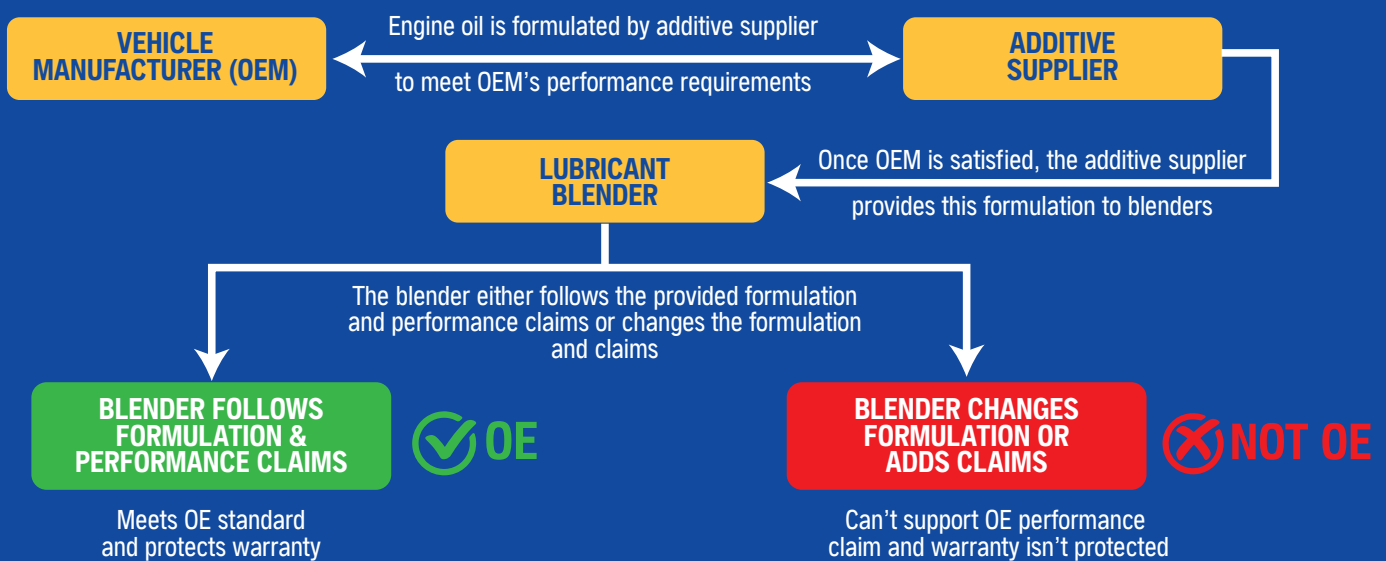 VEHICLE
MANUFACTURER (OEM)
Engine oil is formulated by additive supplier
to meet OEM's performance requirements
ADDITIVE
SUPPLIER
LUBRICANT
BLENDER
Once OEM is satisfied, the additive supplier
provides this formulation to blenders
The blender either follows the provided formulation
and performance claims or changes the formulation
and claims
BLENDER FOLLOWS
FORMULATION &
PERFORMANCE CLAIMS
OE
Meets OE standard
and protects warranty
BLENDER CHANGES
FORMULATION OR
ADDS CLAIMS
NOT OE
Can't support OE performance
claim and warranty isn't protected